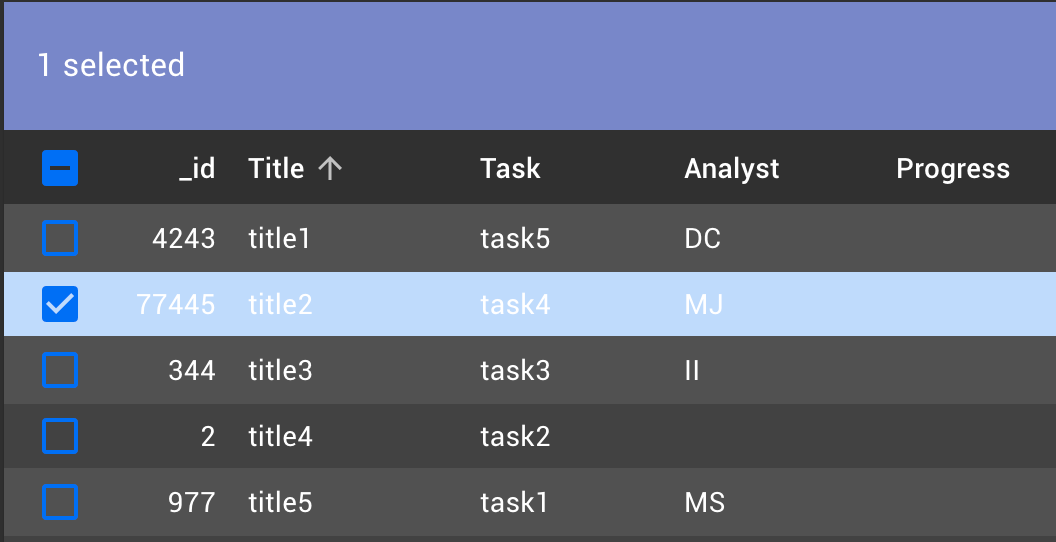 1 selected
_id Title Task Analyst Progress
4243 title1 task5 DC
77445 title2 task4 MJ
344 title3 task3 II
2 title4 task2
977 title5 task1 MS